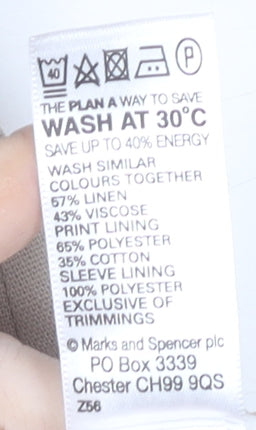 40 P
THE PLAN A WAY TO SAVE
WASH AT 30°C
SAVE UP TO 40% ENERGY
WASH SIMILAR
COLOURS TOGETHER
57% LINEN
43% VISCOSE
PRINT LINING
65% POLYESTER
35% COTTON
SLEEVE LINING
100% POLYESTER
EXCLUSIVE OF
TRIMMINGS
© Marks and Spencer plc
PO Box 3339
Chester CH99 9QS
Z56